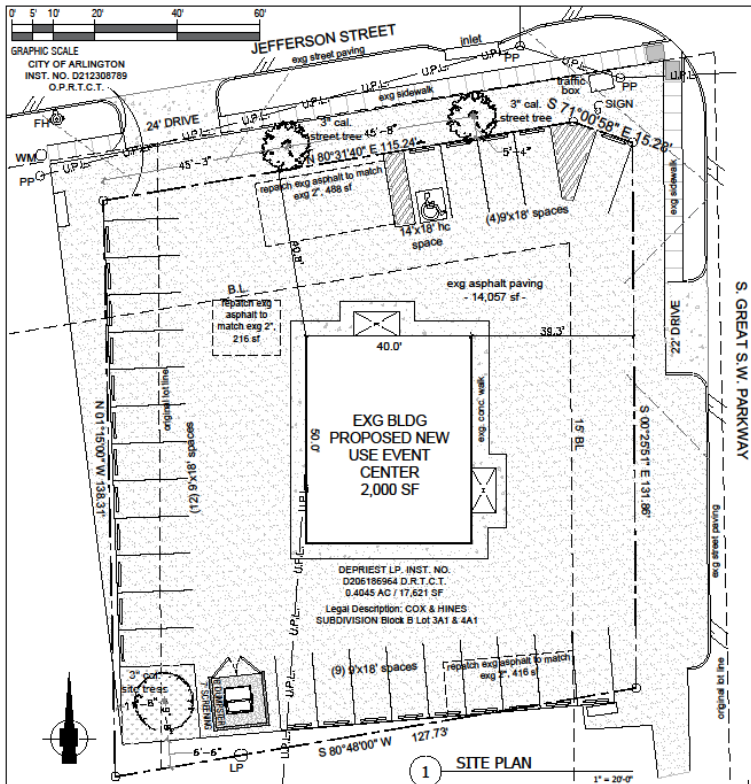 0' 5' 10' 20' 40' 60'
GRAPHIC SCALE
CITY OF ARLINGTON
INST. NO. D212308789
O.P.R.T.C.T.
JEFFERSON STREET
exg street paving
inlet
PP
U.P.L.
U.P.L.
exg sidewalk
traffic
box
PP
U.P.L.
SIGN
FH
24' DRIVE
U.P.L.
U.P.L.
3" cal.
street tree
45'-8"
3" cal.
street tree
S 71°00'58" E 15.28'
WM
PP
U.P.L.
U.P.L.
45'-3"
N 80°31'40" E 115.24'
5'-4"
exg sidewalk
repatch exg asphalt to match
exg 2", 488 sf
14'x18' hc
space
(4)9'x18' spaces
B.L.
exg asphalt paving
- 14,057 sf -
repatch exg
asphalt to
match exg 2",
216 sf
40.0'
39.3'
22' DRIVE
S. GREAT S.W. PARKWAY
original lot line
N 01°15'00" W 138.31'
(12) 9'x18' spaces
50.0'
EXG BLDG
PROPOSED NEW
USE EVENT
CENTER
2,000 SF
exg. conc. walk
15' BL
S 00°25'51" E 131.86'
U.P.L.
U.P.L.
U.P.L.
exg street paving
DEPRIEST LP. INST. NO.
D206186964 D.R.T.C.T.
0.4045 AC / 17,621 SF
Legal Description: COX & HINES
SUBDIVISION Block B Lot 3A1 & 4A1
3" cal.
site trees
DUMPSTER
SCREENING
(9) 9'x18' spaces
repatch exg asphalt to match
exg 2", 416 sf
original lot line
6'-6"
LP
U.P.L.
S 80°48'00" W 127.73'
1 SITE PLAN
1" = 20'-0"